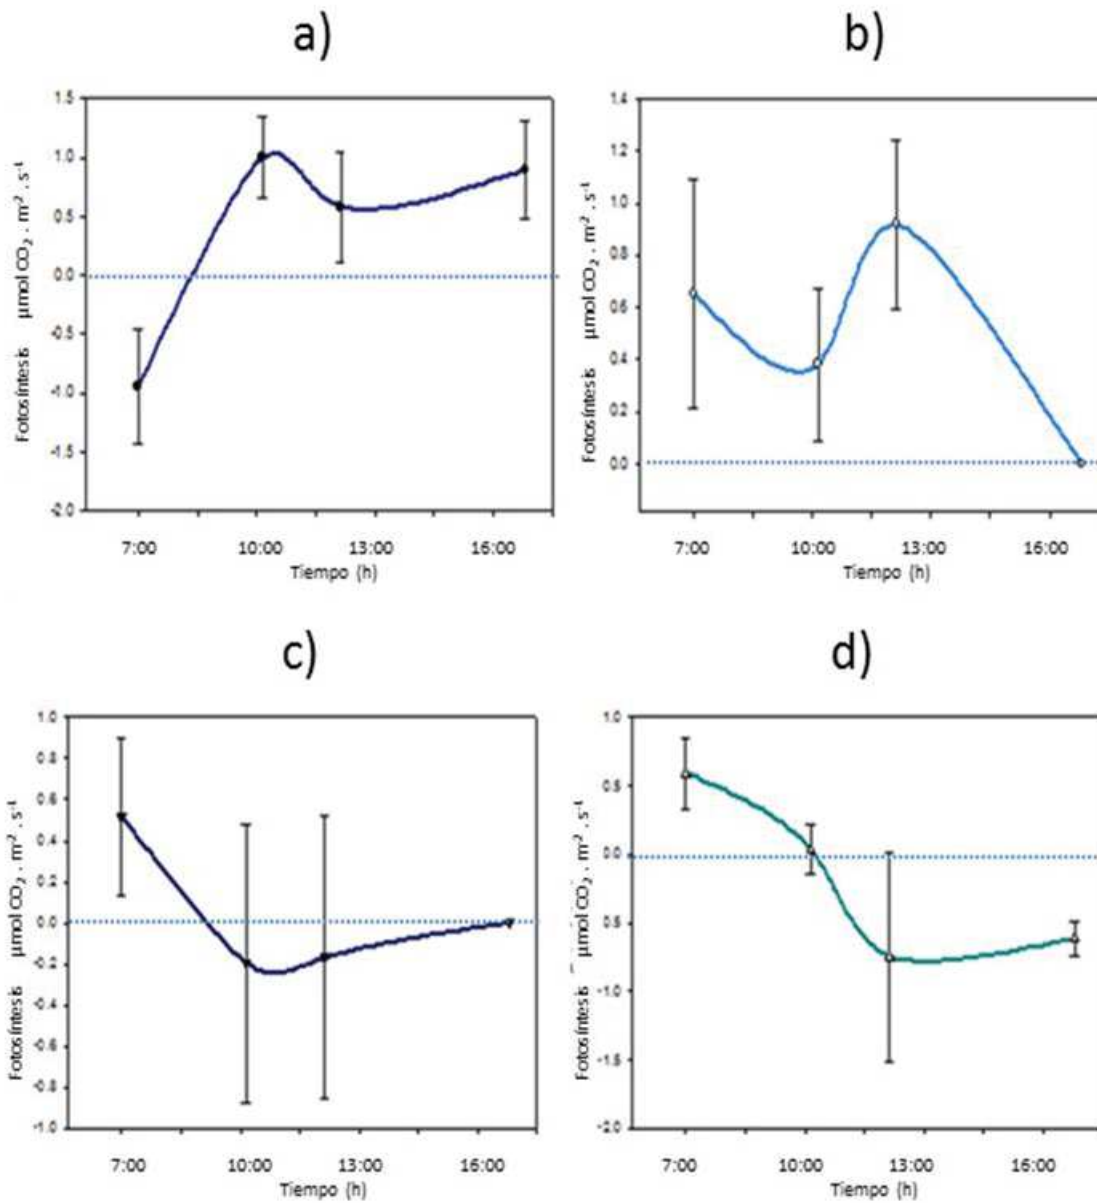 a)
Fotosíntesis µmol CO₂ . m⁻² . s⁻¹
1.5
1.0
0.5
0.0
-0.5
-1.0
-1.5
-2.0
7:00 10:00 13:00 16:00
Tiempo (h)
b)
Fotosíntesis µmol CO₂ . m⁻² . s⁻¹
1.4
1.2
1.0
0.8
0.6
0.4
0.2
0.0
7:00 10:00 13:00 16:00
Tiempo (h)
c)
Fotosíntesis µmol CO₂ . m⁻² . s⁻¹
1.0
0.8
0.6
0.4
0.2
0.0
-0.2
-0.4
-0.6
-0.8
-1.0
7:00 10:00 13:00 16:00
Tiempo (h)
d)
Fotosíntesis µmol CO₂ . m⁻² . s⁻¹
1.0
0.5
0.0
-0.5
-1.0
-1.5
-2.0
7:00 10:00 13:00 16:00
Tiempo (h)